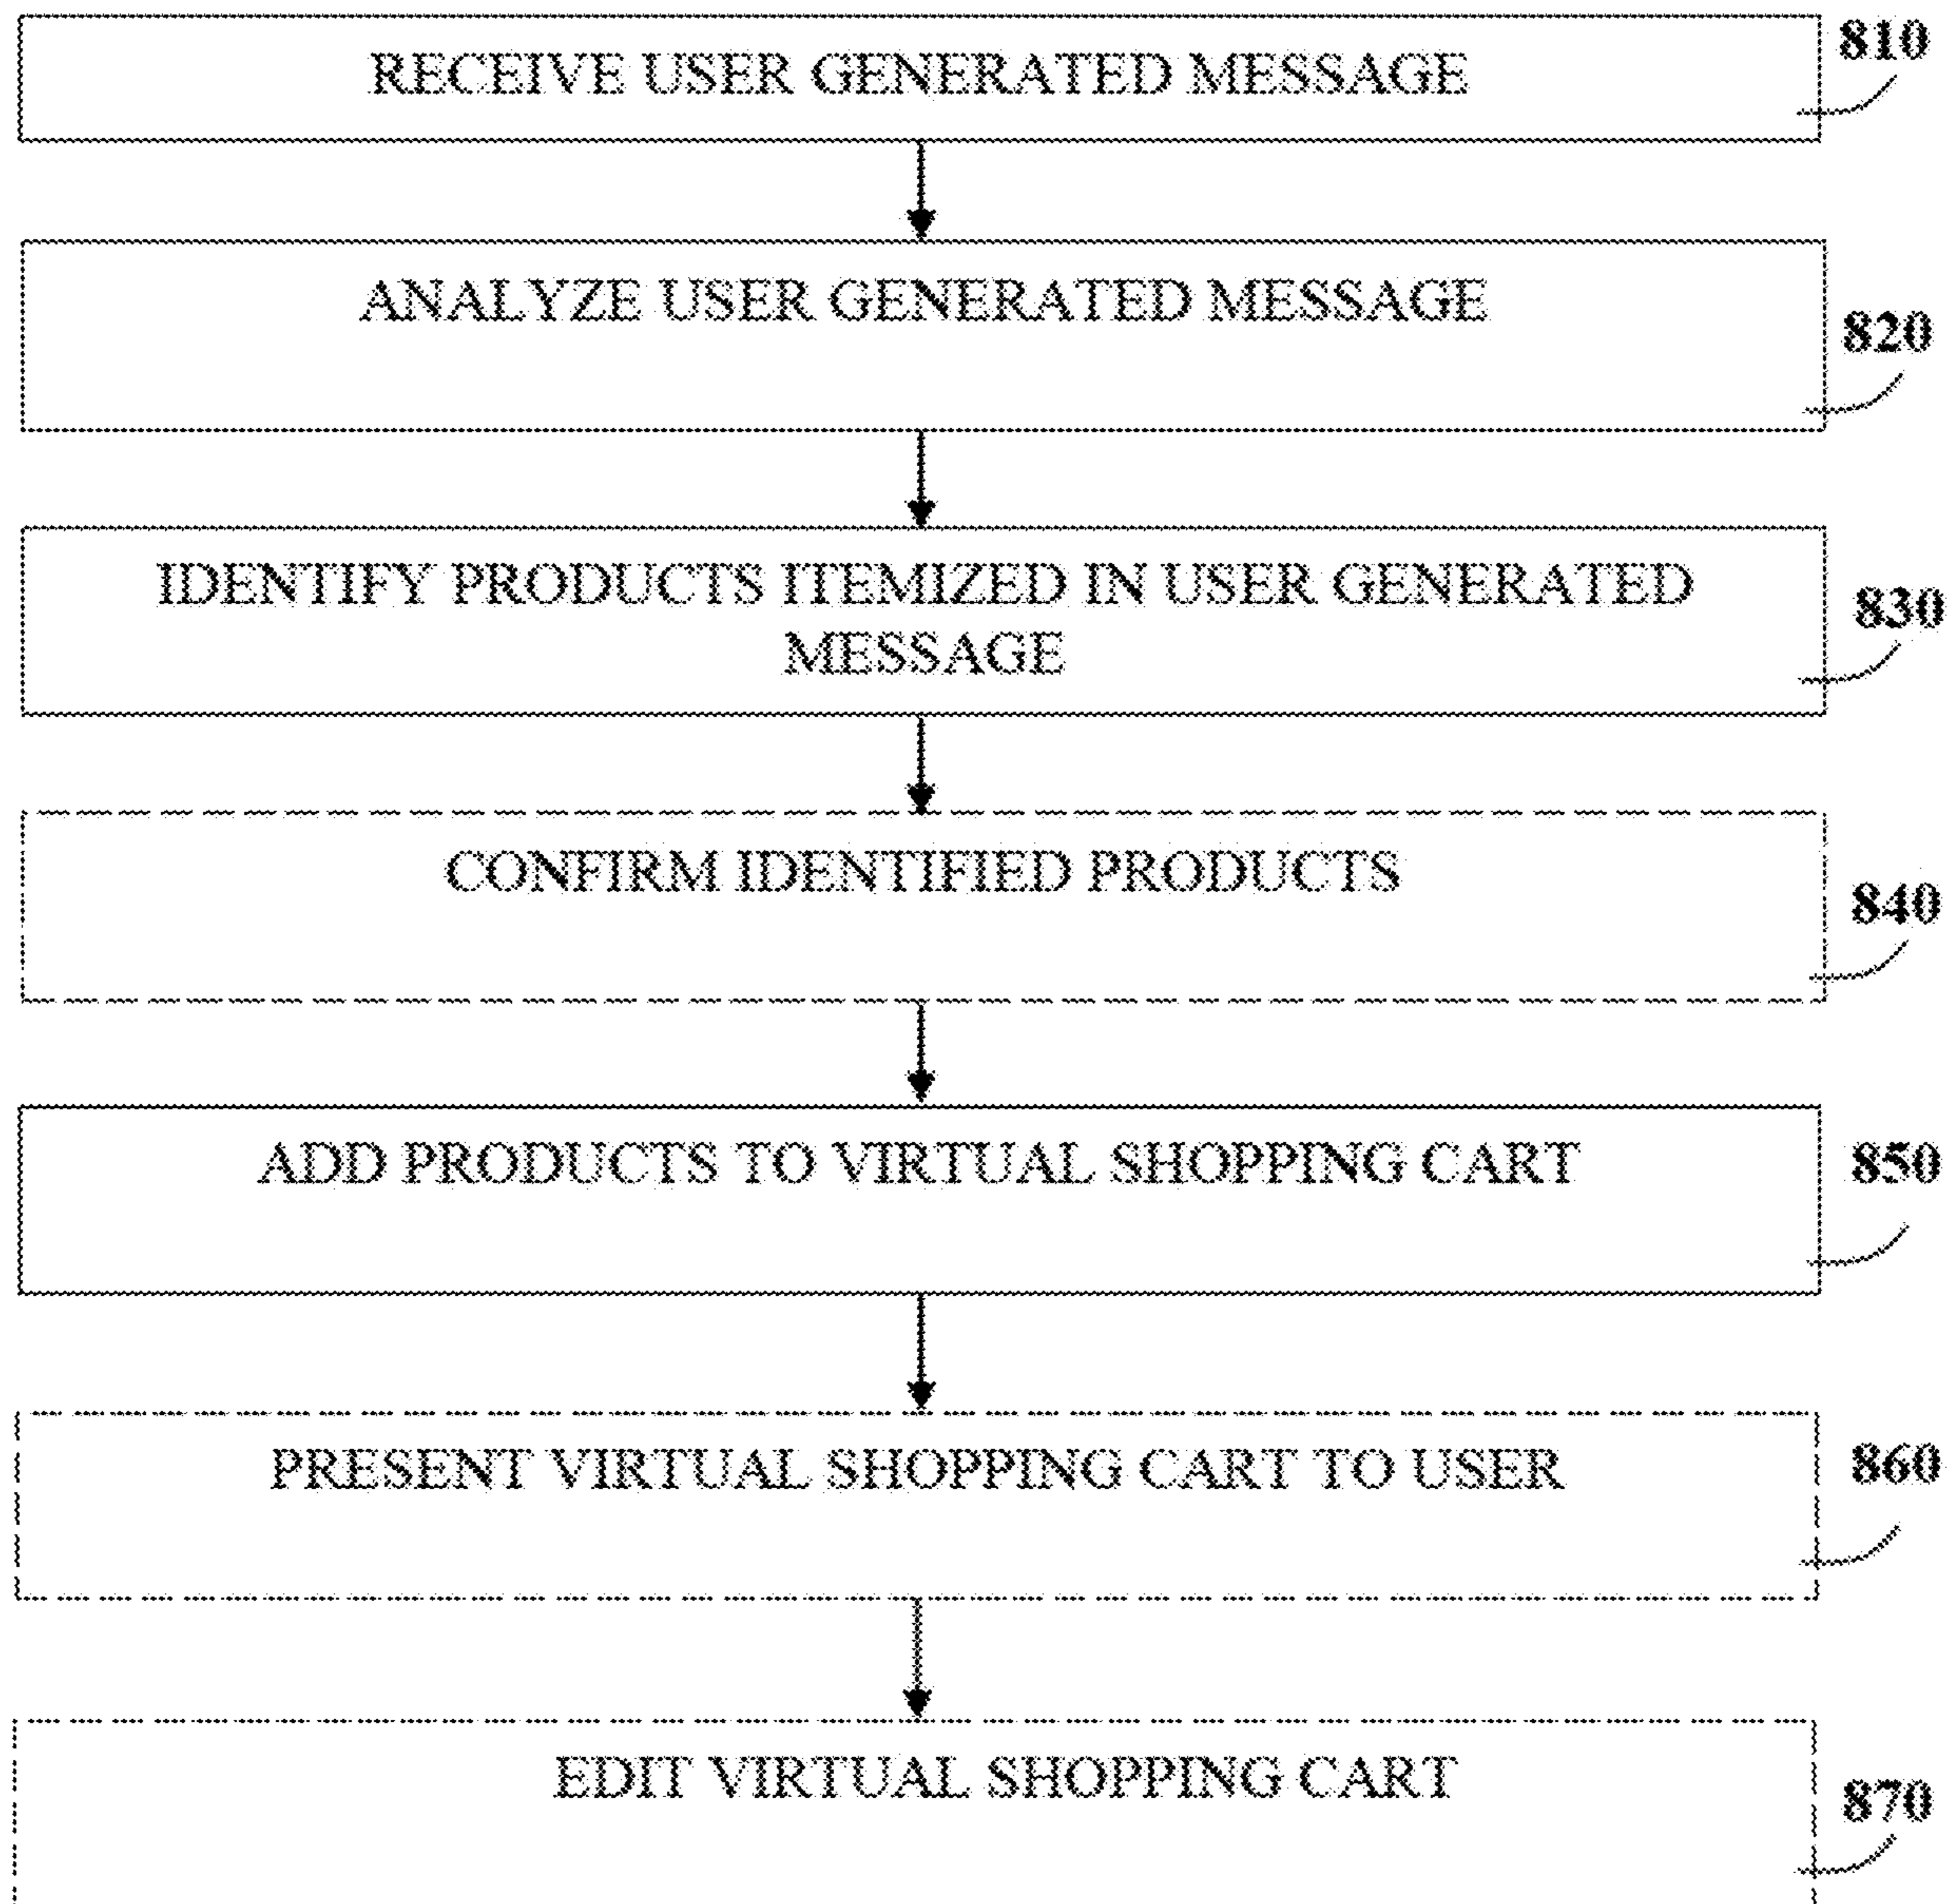 RECEIVE USER GENERATED MESSAGE
810
ANALYZE USER GENERATED MESSAGE
820
IDENTIFY PRODUCTS ITEMIZED IN USER GENERATED
MESSAGE
830
CONFIRM IDENTIFIED PRODUCTS
840
ADD PRODUCTS TO VIRTUAL SHOPPING CART
850
PRESENT VIRTUAL SHOPPING CART TO USER
860
EDIT VIRTUAL SHOPPING CART
870